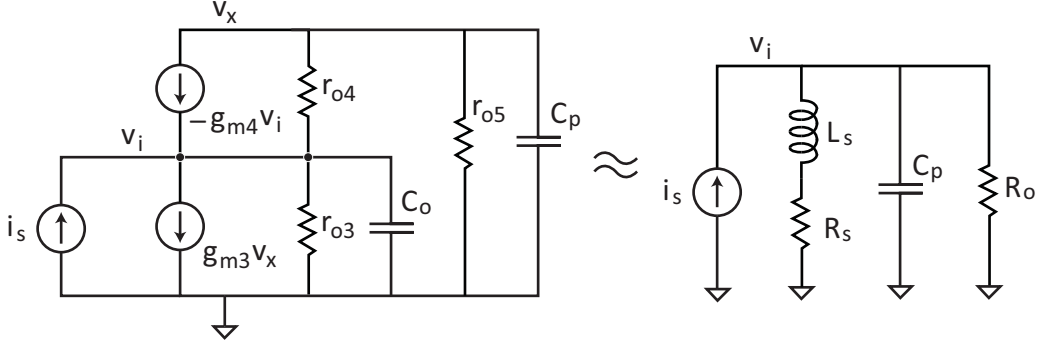 vx
ro4
−gm4vi
ro5
Cp
vi
is
ro3
Co
gm3vx
≈
vi
Ls
is
Cp
Ro
Rs